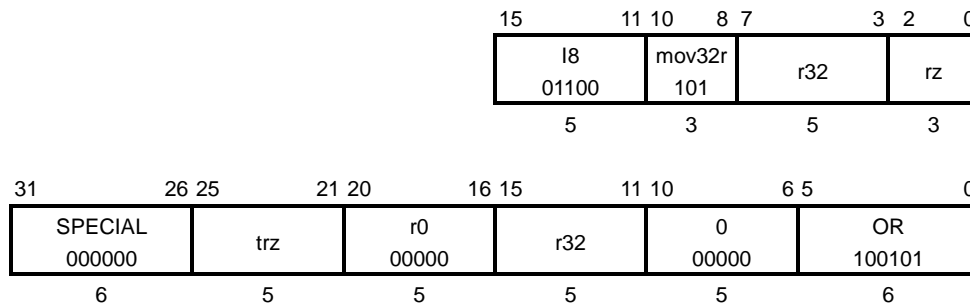 15 11 10 8 7 3 2 0
I8 mov32r r32 rz
01100 101
5 3 5 3
31 26 25 21 20 16 15 11 10 6 5 0
SPECIAL trz r0 r32 0 OR
000000 00000 00000 100101
6 5 5 5 5 6